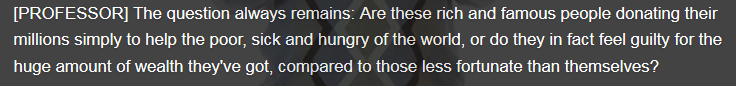 [PROFESSOR] The question always remains: Are these rich and famous people donating their
millions simply to help the poor, sick and hungry of the world, or do they in fact feel guilty for the
huge amount of wealth they've got, compared to those less fortunate than themselves?